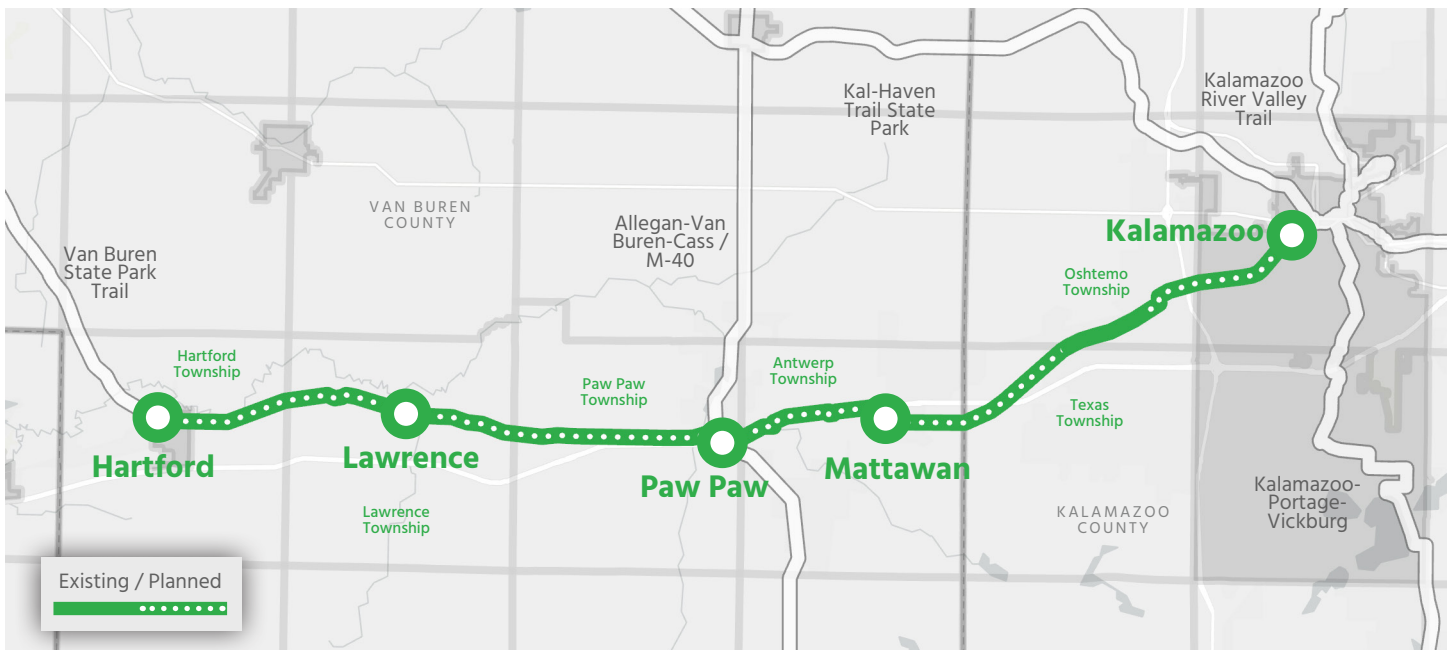 Kalamazoo
River Valley
Trail
Kal-Haven
Trail State
Park
VAN BUREN
COUNTY
Allegan-Van
Buren-Cass /
M-40
Kalamazoo
Van Buren
State Park
Trail
Oshtemo
Township
Hartford
Township
Antwerp
Township
Paw Paw
Township
Texas
Township
Hartford
Lawrence
Paw Paw
Mattawan
Lawrence
Township
KALAMAZOO
COUNTY
Kalamazoo-
Portage-
Vickburg
Existing / Planned